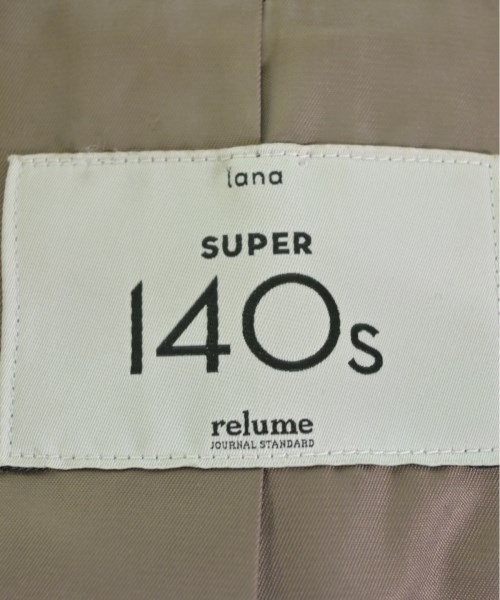 lana
SUPER
140s
relume
JOURNAL STANDARD